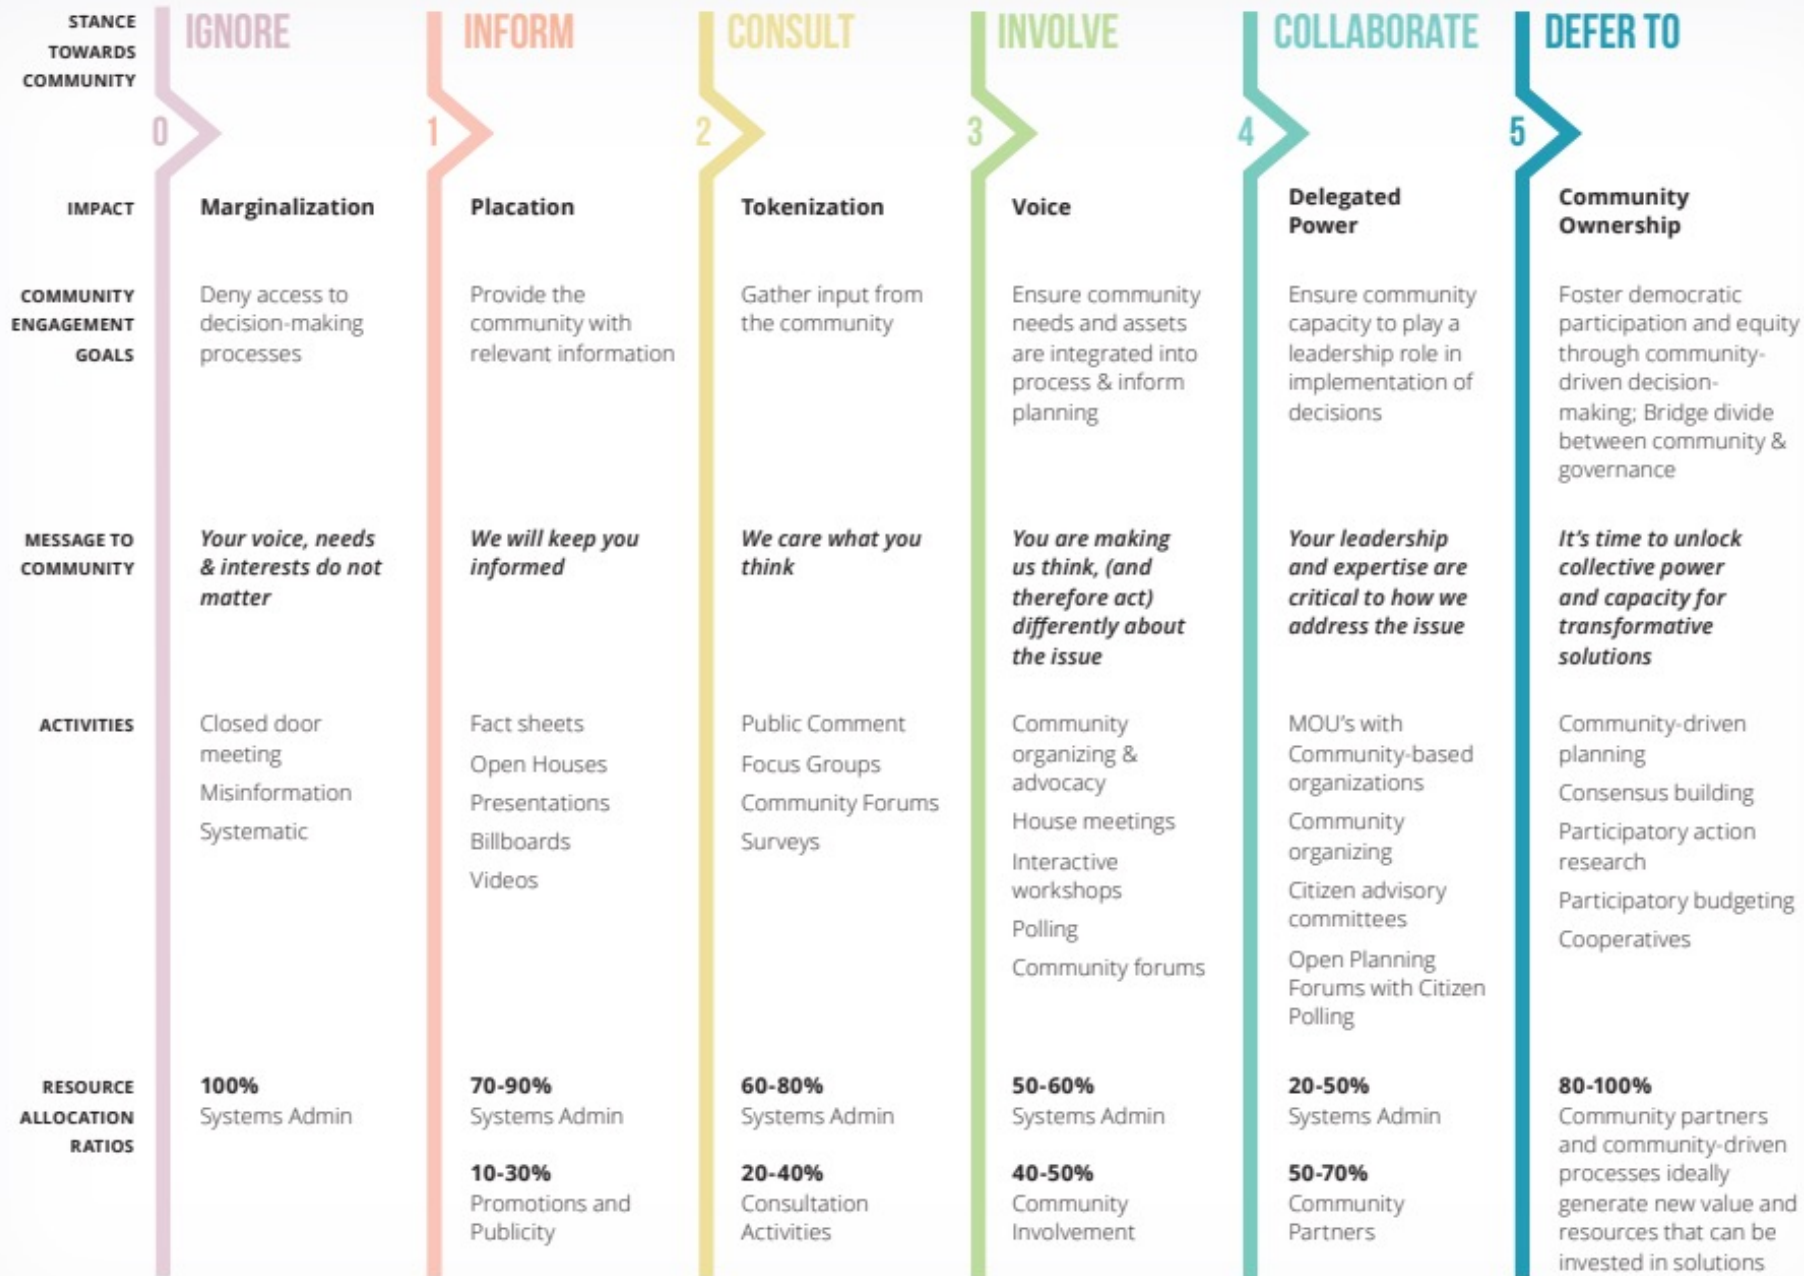 STANCE
TOWARDS
COMMUNITY
IGNORE
INFORM
CONSULT
INVOLVE
COLLABORATE
DEFER TO
0
1
2
3
4
5
IMPACT
Marginalization
Placation
Tokenization
Voice
Delegated
Power
Community
Ownership
COMMUNITY
ENGAGEMENT
GOALS
Deny access to
decision-making
processes
Provide the
community with
relevant information
Gather input from
the community
Ensure community
needs and assets
are integrated into
process & inform
planning
Ensure community
capacity to play a
leadership role in
implementation of
decisions
Foster democratic
participation and equity
through community-
driven decision-
making; Bridge divide
between community &
governance
MESSAGE TO
COMMUNITY
Your voice, needs
& interests do not
matter
We will keep you
informed
We care what you
think
You are making
us think, (and
therefore act)
differently about
the issue
Your leadership
and expertise are
critical to how we
address the issue
It's time to unlock
collective power
and capacity for
transformative
solutions
ACTIVITIES
Closed door
meeting
Misinformation
Systematic
Fact sheets
Open Houses
Presentations
Billboards
Videos
Public Comment
Focus Groups
Community Forums
Surveys
Community
organizing &
advocacy
House meetings
Interactive
workshops
Polling
Community forums
MOU's with
Community-based
organizations
Community
organizing
Citizen advisory
committees
Open Planning
Forums with Citizen
Polling
Community-driven
planning
Consensus building
Participatory action
research
Participatory budgeting
Cooperatives
RESOURCE
ALLOCATION
RATIOS
100%
Systems Admin
70-90%
Systems Admin
10-30%
Promotions and
Publicity
60-80%
Systems Admin
20-40%
Consultation
Activities
50-60%
Systems Admin
40-50%
Community
Involvement
20-50%
Systems Admin
50-70%
Community
Partners
80-100%
Community partners
and community-driven
processes ideally
generate new value and
resources that can be
invested in solutions